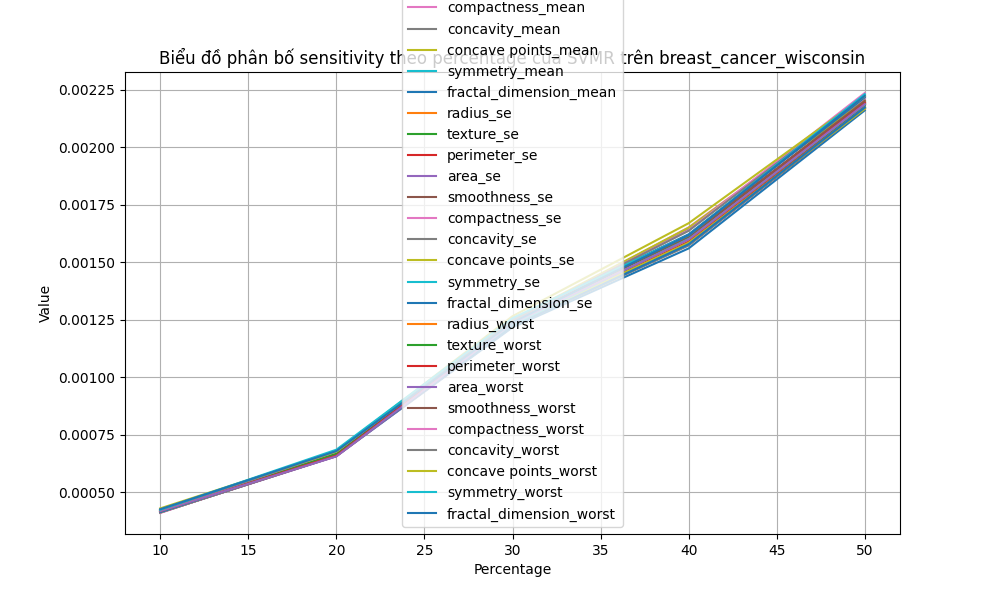 compactness_mean
concavity_mean
concave points_mean
Biểu đồ phân bố sensitivity theo percentage của SVMR trên breast_cancer_wisconsin
symmetry_mean
fractal_dimension_mean
radius_se
texture_se
perimeter_se
area_se
smoothness_se
compactness_se
concavity_se
concave points_se
symmetry_se
fractal_dimension_se
radius_worst
texture_worst
perimeter_worst
area_worst
smoothness_worst
compactness_worst
concavity_worst
concave points_worst
symmetry_worst
fractal_dimension_worst
0.00225
0.00200
0.00175
0.00150
0.00125
0.00100
0.00075
0.00050
Value
10 15 20 25 30 35 40 45 50
Percentage